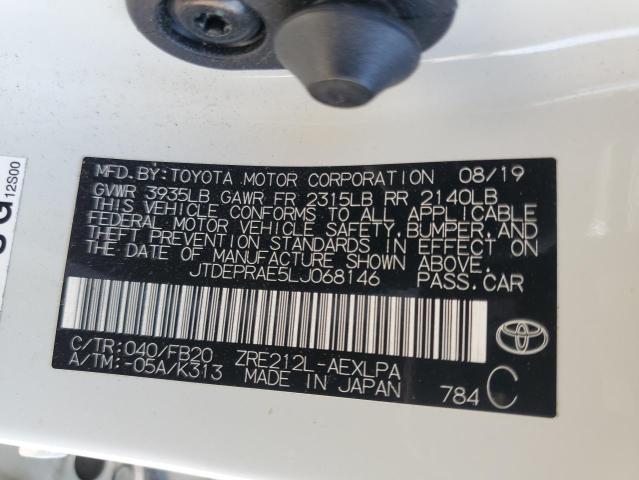 MFD.BY:TOYOTA MOTOR CORPORATION 08/19
GVWR 3935LB GAWR FR 2315LB RR 2140LB
THIS VEHICLE CONFORMS TO ALL APPLICABLE
FEDERAL MOTOR VEHICLE SAFETY,BUMPER,AND
THEFT PREVENTION STANDARDS IN EFFECT ON
THE DATE OF MANUFACTURE SHOWN ABOVE.
JTDEPRAE5LJ068146 PASS.CAR
C/TR:040/FB20 ZRE212L-AEXLPA
A/TM:-05A/K313 MADE IN JAPAN
784 C
12S00